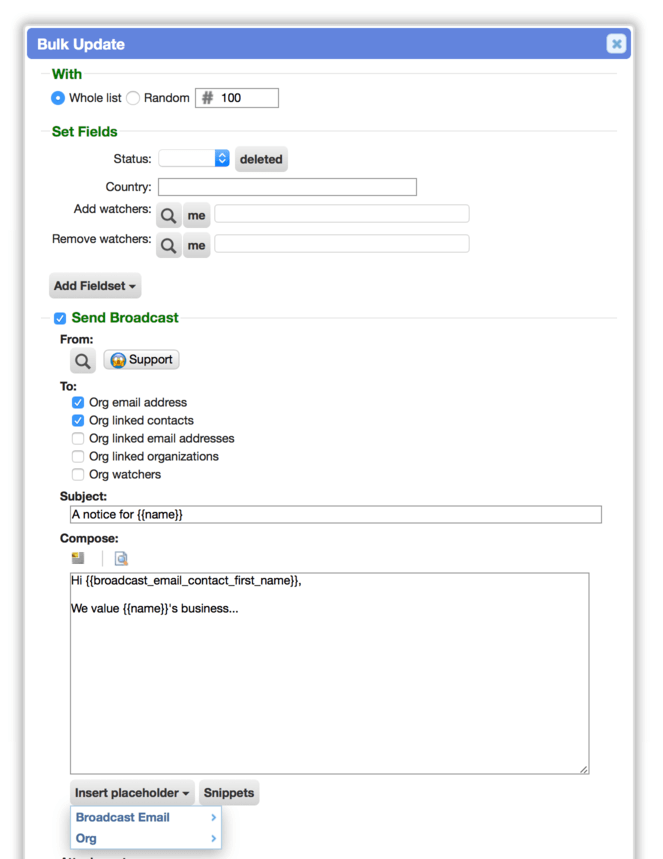 Bulk Update
With
Whole list Random # 100
Set Fields
Status: deleted
Country:
Add watchers: me
Remove watchers: me
Add Fieldset
Send Broadcast
From:
Support
To:
Org email address
Org linked contacts
Org linked email addresses
Org linked organizations
Org watchers
Subject:
A notice for {{name}}
Compose:
Hi {{broadcast_email_contact_first_name}},
We value {{name}}'s business...
Insert placeholder Snippets
Broadcast Email
Org